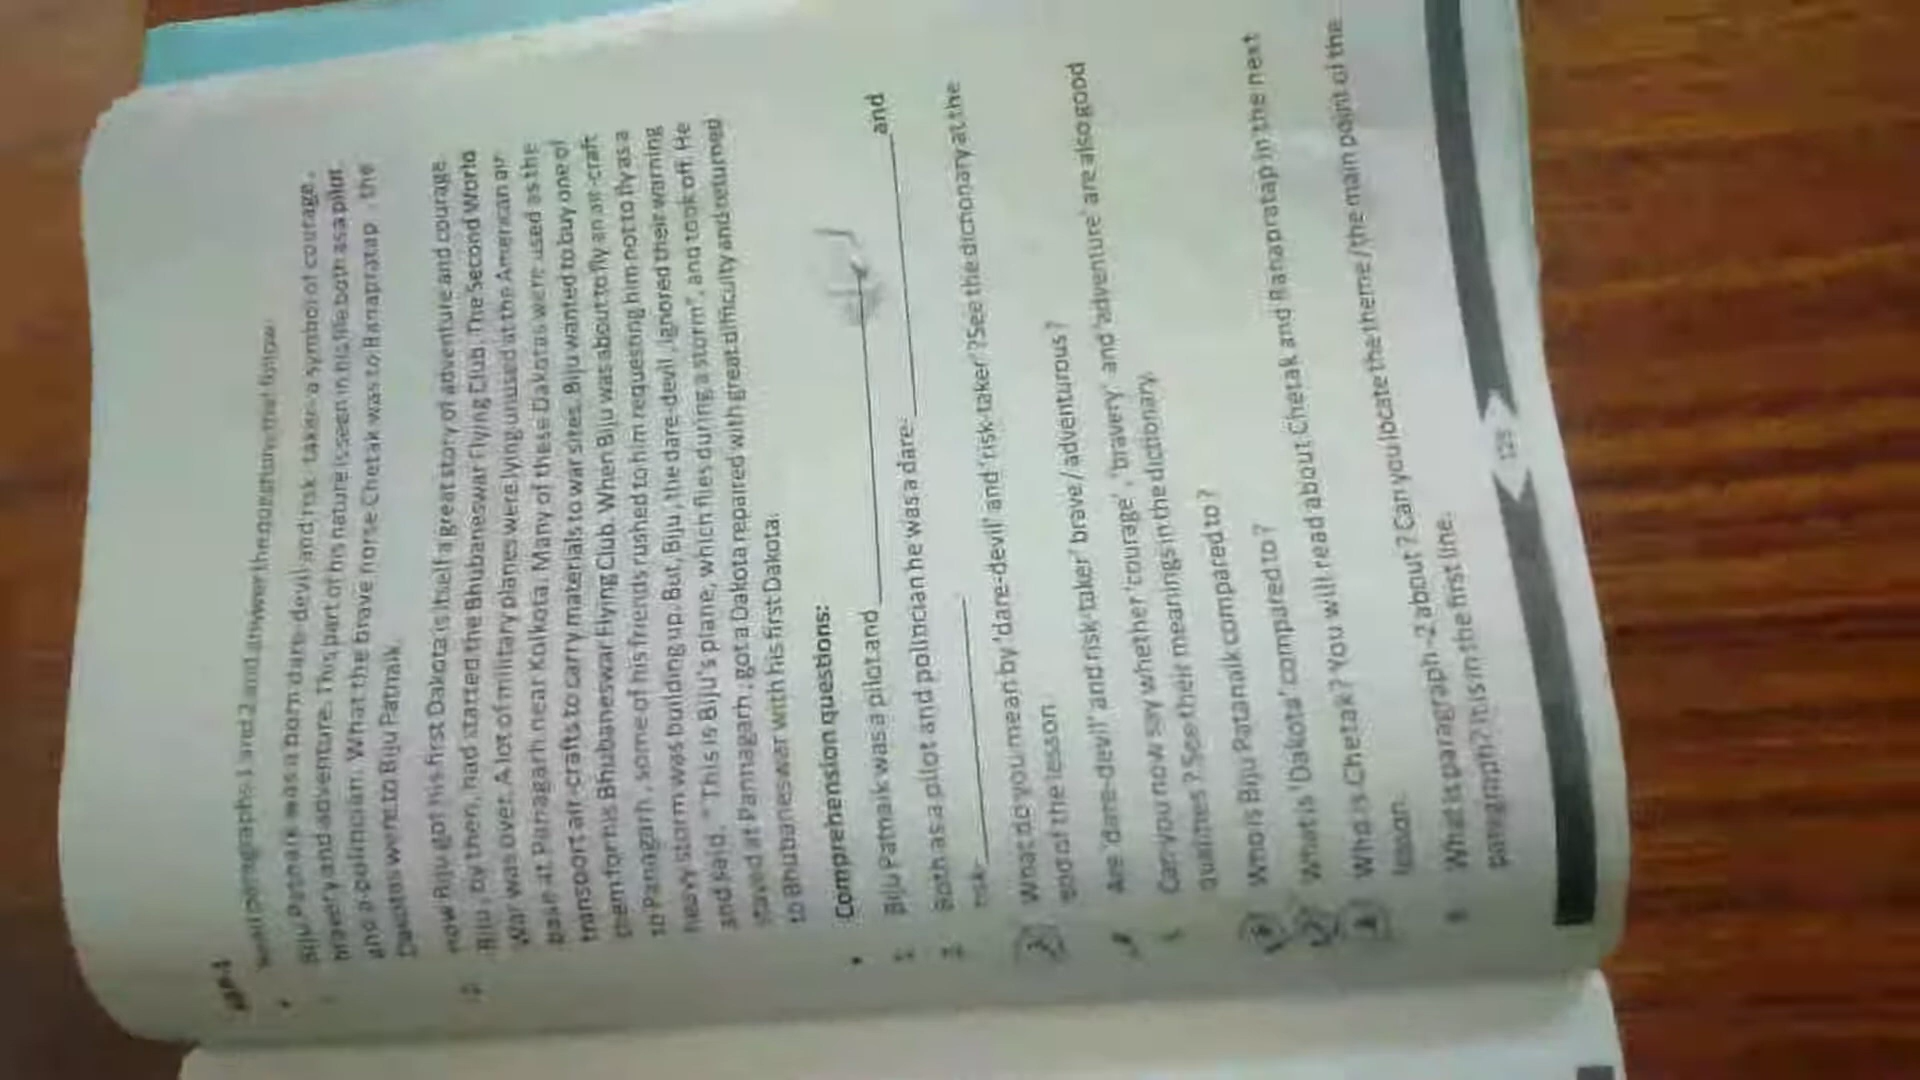 Read paragraphs 1 and 2 and answer the questions that follow
Biju Patnaik was a born dare-devil and risk-taker- a symbol of courage,
bravery and adventure. This part of his nature is seen in his life both as a pilot
and a politician. What the brave horse Chetak was to Ranapratap, the
Dakotas were to Biju Patnaik.
How Biju got his first Dakota is itself a great story of adventure and courage.
Biju, by then, had started the Bhubaneswar Flying Club. The Second World
War was over. A lot of military planes were lying unused at the American air
base at Panagarh near Kolkota. Many of these Dakotas were used as the
transport air-crafts to carry materials to war sites. Biju wanted to buy one of
them for his Bhubaneswar Flying Club. When Biju was about to fly an air-craft
to Panagarh, some of his friends rushed to him requesting him not to fly as a
heavy storm was building up. But, Biju, the dare-devil, ignored their warning
and said, "This is Biju's plane, which flies during a storm", and took off. He
stayed at Pannagarh, got a Dakota repaired with great difficulty and returned
to Bhubaneswar with his first Dakota.
Comprehension questions:
1. Biju Patnaik was a pilot and ____________ and
2. Both as a pilot and politician he was a dare-____________ and
risk-____________
3. What do you mean by 'dare-devil' and 'risk-taker'? See the dictionary at the
end of the lesson.
Are 'dare-devil' and risk-taker' brave / adventurous?
Can you now say whether 'courage', 'bravery', and 'adventure' are also good
qualities? See their meanings in the dictionary.
6 Who is Biju Patanaik compared to?
7 What is 'Dakota' compared to?
8 Who is Chetak? You will read about Chetak and Ranapratap in the next
lesson.
9. What is paragraph-2 about? Can you locate the theme / the main point of the
paragraph? It is in the first line.